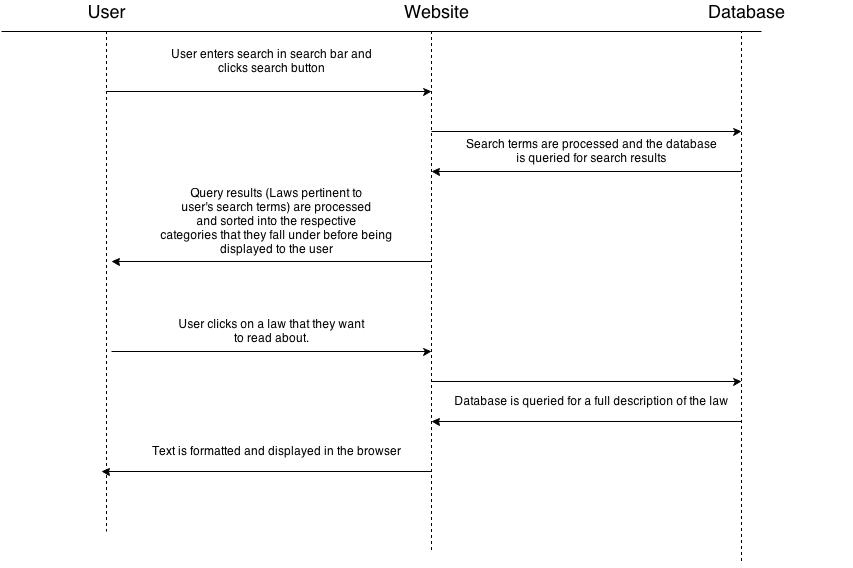 User
Website
Database
User enters search in search bar and
clicks search button
Search terms are processed and the database
is queried for search results
Query results (Laws pertinent to
user's search terms) are processed
and sorted into the respective
categories that they fall under before being
displayed to the user
User clicks on a law that they want
to read about.
Database is queried for a full description of the law
Text is formatted and displayed in the browser